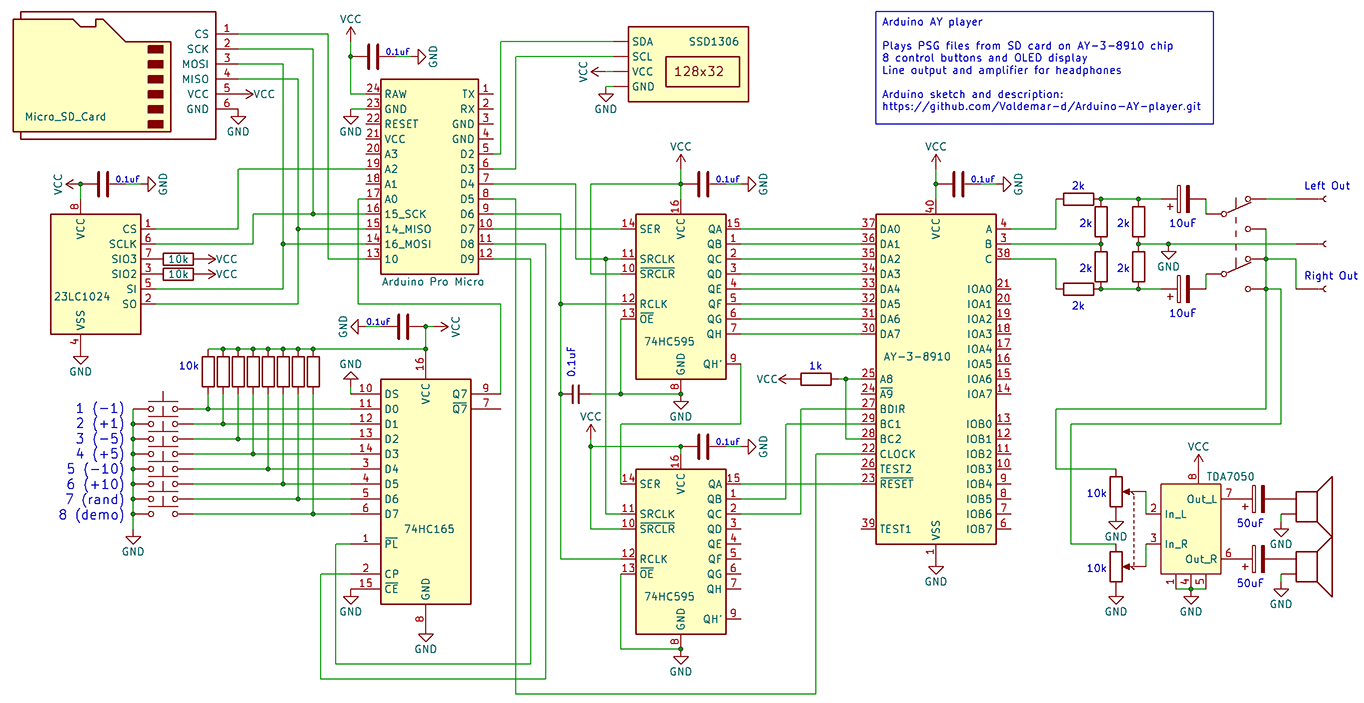 Arduino AY player
Plays PSG files from SD card on AY-3-8910 chip
8 control buttons and OLED display
Line output and amplifier for headphones
Arduino sketch and description:
https://github.com/Valdemar-d/Arduino-AY-player.git
CS 1
SCK 2
MOSI 3
MISO 4
VCC 5 VCC
GND 6
Micro_SD_Card
GND
VCC
0.1uF
GND
24 RAW TX 1
23 GND RX 2
22 RESET GND 3
21 VCC GND 4
20 A3 D2 5
19 A2 D3 6
18 A1 D4 7
17 A0 D5 8
16 15_SCK D6 9
15 14_MISO D7 10
14 16_MOSI D8 11
13 10 D9 12
Arduino Pro Micro
GND
SDA SSD1306
SCL
VCC VCC
GND
128x32
GND
VCC
0.1uF
GND
8
VCC
CS 1
SCLK 6
SIO3 7 10k VCC
SIO2 3 10k VCC
23LC1024 SI 5
SO 2
VSS
4
GND
GND
0.1uF
VCC
10k
GND
16
VCC
10 DS Q7 9
11 D0 Q7 7
12 D1
13 D2
14 D3
3 D4
4 D5
5 D6
6 D7
74HC165
1 PL
2 CP
15 CE
GND
8
GND
GND
1 (-1)
2 (+1)
3 (-5)
4 (+5)
5 (-10)
6 (+10)
7 (rand)
8 (demo)
GND
VCC
0.1uF
GND
16
VCC
14 SER QA 15
QB 1
11 SRCLK QC 2
10 SRCLR QD 3
QE 4
12 RCLK QF 5
13 OE QG 6
QH 7
74HC595
GND
QH' 9
8
GND
0.1uF
VCC
0.1uF
GND
16
VCC
14 SER QA 15
QB 1
11 SRCLK QC 2
10 SRCLR QD 3
QE 4
12 RCLK QF 5
13 OE QG 6
QH 7
74HC595
GND
QH' 9
8
GND
VCC
0.1uF
GND
40
VCC
37 DA0 A 4
36 DA1 B 3
35 DA2 C 38
34 DA3
33 DA4 IOA0 21
32 DA5 IOA1 20
31 DA6 IOA2 19
30 DA7 IOA3 18
IOA4 17
AY-3-8910 IOA5 16
25 A8 IOA6 15
24 A9 IOA7 14
27 BDIR
29 BC1 IOB0 13
28 BC2 IOB1 12
22 CLOCK IOB2 11
26 TEST2 IOB3 10
23 RESET IOB4 9
IOB5 8
IOB6 7
39 TEST1 IOB7 6
VSS
1
GND
VCC 1k
2k
2k 2k
2k 2k
2k
+
10uF
GND
+
10uF
Left Out
Right Out
10k
GND
10k
GND
VCC
8
TDA7050
2 In_L Out_L 7
3 In_R Out_R 6
1 4 5
GND
+
50uF
GND
+
50uF
GND